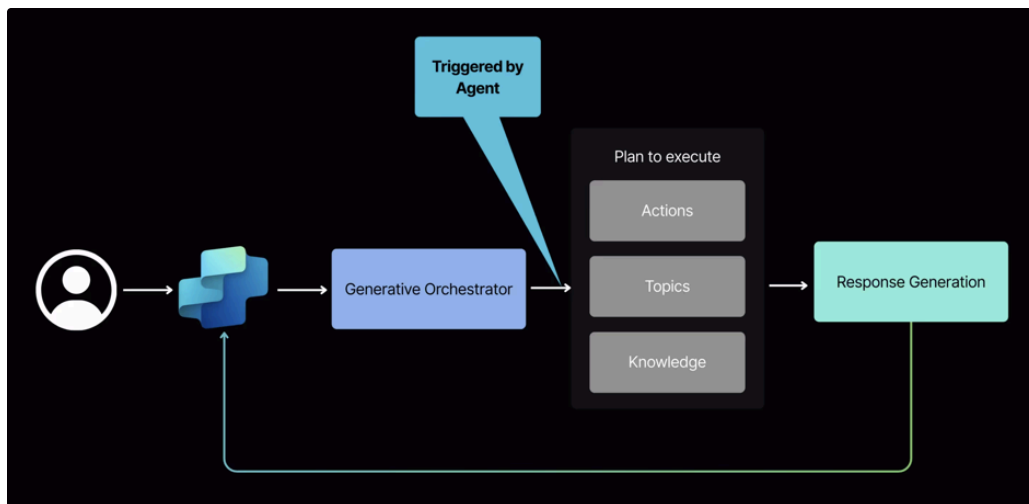 Triggered by
Agent
Plan to execute
Actions
Generative Orchestrator
Topics
Response Generation
Knowledge